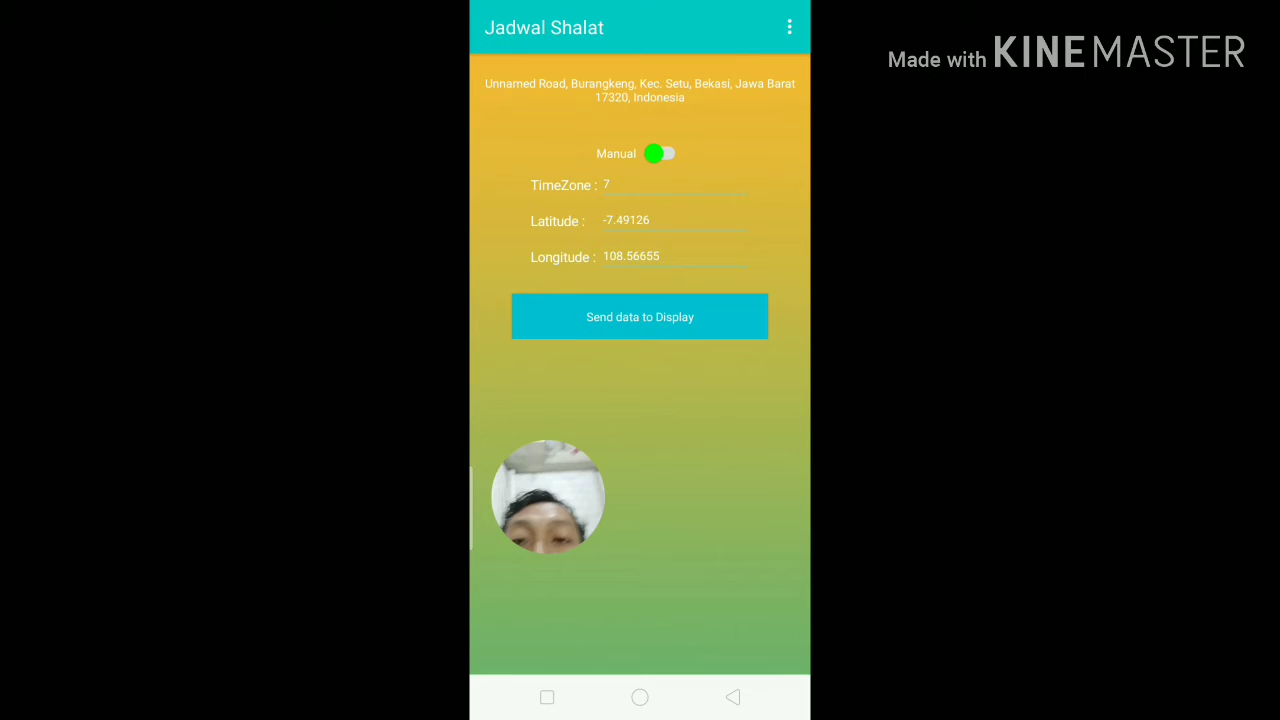 Jadwal Shalat
Made with KINEMASTER
Unnamed Road, Burangkeng, Kec. Setu, Bekasi, Jawa Barat
17320, Indonesia
Manual
TimeZone : 7
Latitude : -7.49126
Longitude : 108.56655
Send data to Display